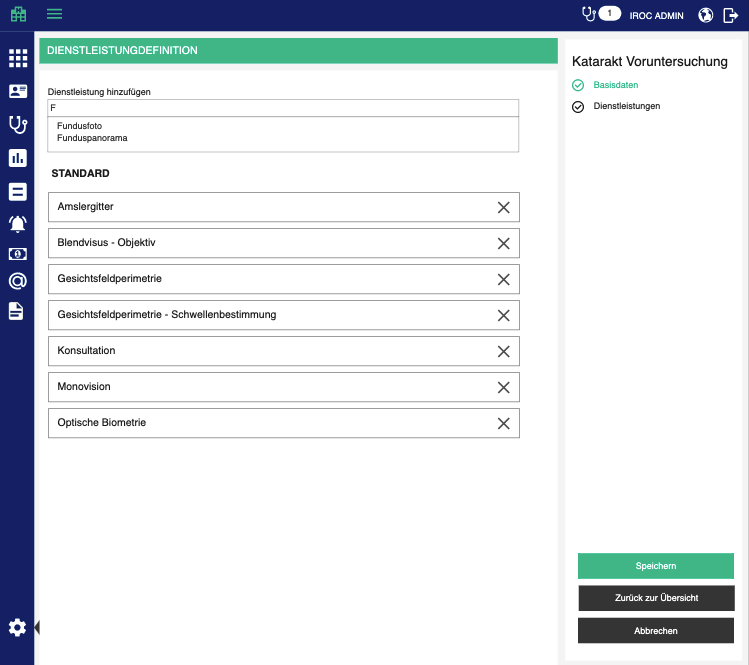 1
IROC ADMIN
DIENSTLEISTUNGDEFINITION
Dienstleistung hinzufügen
F
Fundusfoto
Funduspanorama
STANDARD
Amslergitter
Blendvisus - Objektiv
Gesichtsfeldperimetrie
Gesichtsfeldperimetrie - Schwellenbestimmung
Konsultation
Monovision
Optische Biometrie
Katarakt Voruntersuchung
Basisdaten
Dienstleistungen
Speichern
Zurück zur Übersicht
Abbrechen